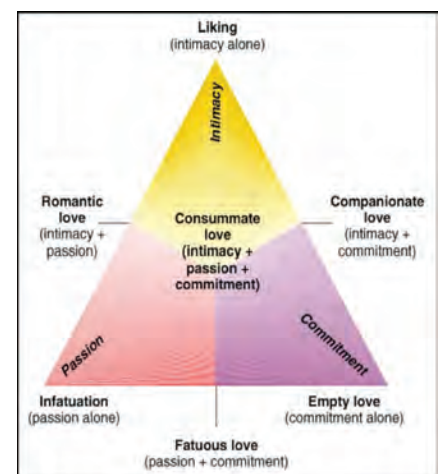 Liking
(intimacy alone)
Intimacy
Romantic
love
(intimacy +
passion)
Consummate
love
(intimacy +
passion +
commitment)
Companionate
love
(intimacy +
commitment)
Passion
Commitment
Infatuation
(passion alone)
Empty love
(commitment alone)
Fatuous love
(passion + commitment)